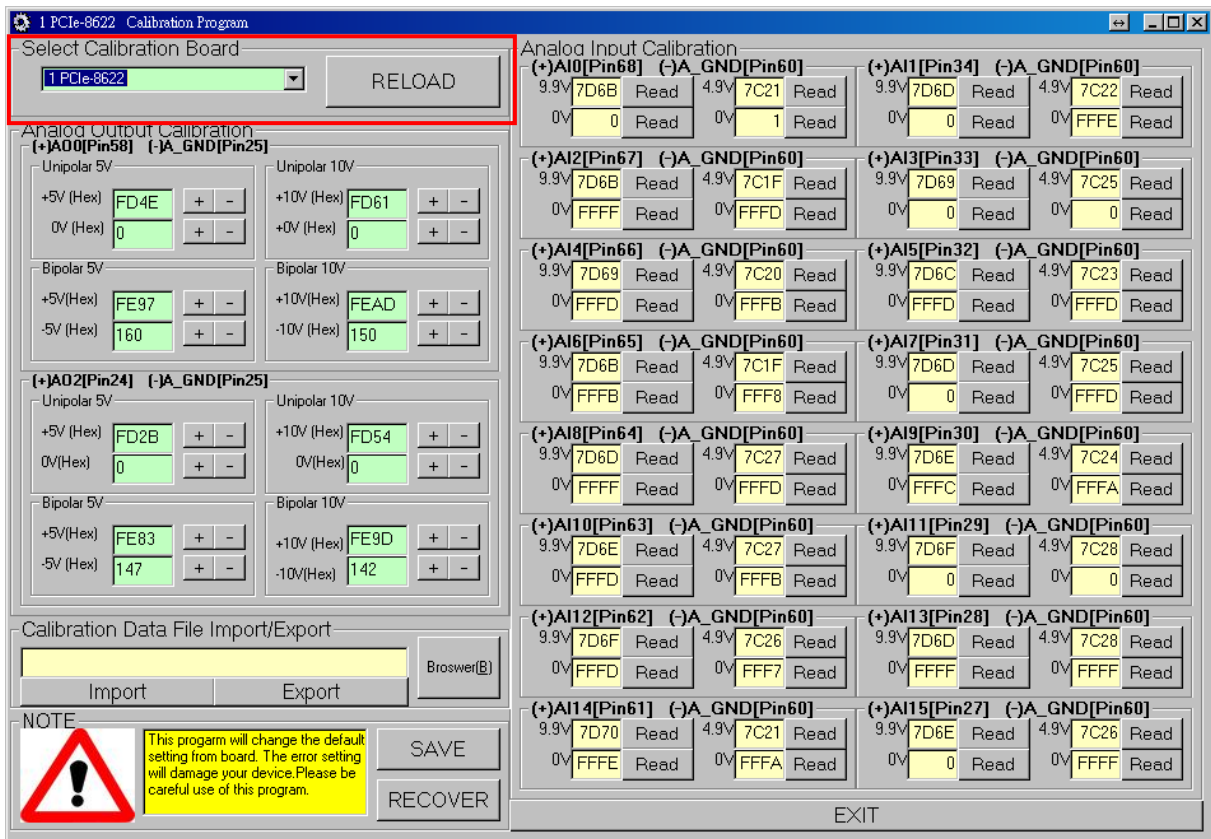 1 PCIe-8622 Calibration Program
Select Calibration Board
1 PCIe-8622
RELOAD
Analog Output Calibration
(+)AO0[Pin58] (-)A_GND[Pin25]
Unipolar 5V
+5V (Hex) FD4E + -
0V (Hex) 0 + -
Unipolar 10V
+10V (Hex) FD61 + -
+0V (Hex) 0 + -
Bipolar 5V
+5V(Hex) FE97 + -
-5V (Hex) 160 + -
Bipolar 10V
+10V(Hex) FEAD + -
-10V (Hex) 150 + -
(+)AO2[Pin24] (-)A_GND[Pin25]
Unipolar 5V
+5V (Hex) FD2B + -
0V(Hex) 0 + -
Unipolar 10V
+10V (Hex) FD54 + -
0V(Hex) 0 + -
Bipolar 5V
+5V(Hex) FE83 + -
-5V (Hex) 147 + -
Bipolar 10V
+10V (Hex) FE9D + -
-10V(Hex) 142 + -
Calibration Data File Import/Export
Broswer(B)
Import Export
NOTE
This progarm will change the default
setting from board. The error setting
will damage your device.Please be
careful use of this program.
SAVE
RECOVER
Analog Input Calibration
(+)AI0[Pin68] (-)A_GND[Pin60]
9.9V 7D6B Read 4.9V 7C21 Read
0V 0 Read 0V 1 Read
(+)AI1[Pin34] (-)A_GND[Pin60]
9.9V 7D6D Read 4.9V 7C22 Read
0V 0 Read 0V FFFE Read
(+)AI2[Pin67] (-)A_GND[Pin60]
9.9V 7D6B Read 4.9V 7C1F Read
0V FFFF Read 0V FFFD Read
(+)AI3[Pin33] (-)A_GND[Pin60]
9.9V 7D69 Read 4.9V 7C25 Read
0V 0 Read 0V 0 Read
(+)AI4[Pin66] (-)A_GND[Pin60]
9.9V 7D69 Read 4.9V 7C20 Read
0V FFFD Read 0V FFFB Read
(+)AI5[Pin32] (-)A_GND[Pin60]
9.9V 7D6C Read 4.9V 7C23 Read
0V FFFD Read 0V FFFD Read
(+)AI6[Pin65] (-)A_GND[Pin60]
9.9V 7D6B Read 4.9V 7C1F Read
0V FFFB Read 0V FFF8 Read
(+)AI7[Pin31] (-)A_GND[Pin60]
9.9V 7D6D Read 4.9V 7C25 Read
0V 0 Read 0V FFFD Read
(+)AI8[Pin64] (-)A_GND[Pin60]
9.9V 7D6D Read 4.9V 7C27 Read
0V FFFF Read 0V FFFD Read
(+)AI9[Pin30] (-)A_GND[Pin60]
9.9V 7D6E Read 4.9V 7C24 Read
0V FFFC Read 0V FFFA Read
(+)AI10[Pin63] (-)A_GND[Pin60]
9.9V 7D6E Read 4.9V 7C27 Read
0V FFFD Read 0V FFFB Read
(+)AI11[Pin29] (-)A_GND[Pin60]
9.9V 7D6F Read 4.9V 7C28 Read
0V 0 Read 0V 0 Read
(+)AI12[Pin62] (-)A_GND[Pin60]
9.9V 7D6F Read 4.9V 7C26 Read
0V FFFD Read 0V FFF7 Read
(+)AI13[Pin28] (-)A_GND[Pin60]
9.9V 7D6D Read 4.9V 7C28 Read
0V FFFF Read 0V FFFF Read
(+)AI14[Pin61] (-)A_GND[Pin60]
9.9V 7D70 Read 4.9V 7C21 Read
0V FFFE Read 0V FFFA Read
(+)AI15[Pin27] (-)A_GND[Pin60]
9.9V 7D6E Read 4.9V 7C26 Read
0V 0 Read 0V FFFF Read
EXIT